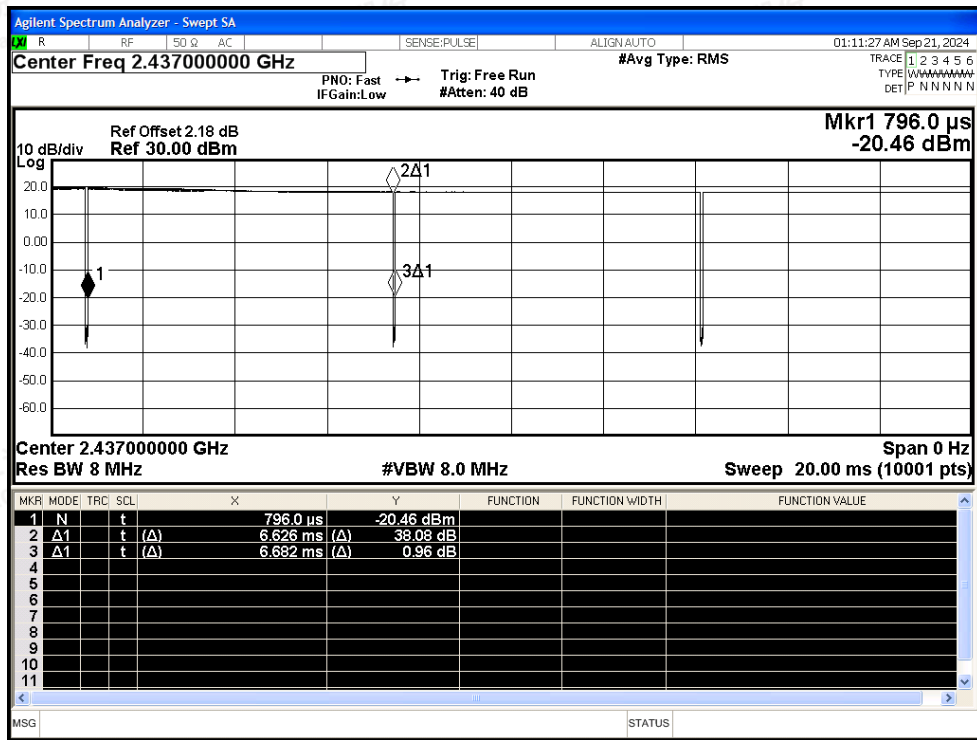 Agilent Spectrum Analyzer - Swept SA
LXI R RF 50 Ω AC SENSE:PULSE ALIGN AUTO 01:11:27 AM Sep 21, 2024
Center Freq 2.437000000 GHz #Avg Type: RMS TRACE 1 2 3 4 5 6
PNO: Fast Trig: Free Run TYPE WWWWWW
IFGain:Low #Atten: 40 dB DET P N N N N N
Mkr1 796.0 µs
Ref Offset 2.18 dB
10 dB/div Ref 30.00 dBm -20.46 dBm
Log
2Δ1
20.0
10.0
0.00
-10.0
1
3Δ1
-20.0
-30.0
-40.0
-50.0
-60.0
Center 2.437000000 GHz Span 0 Hz
Res BW 8 MHz #VBW 8.0 MHz Sweep 20.00 ms (10001 pts)
MKR MODE TRC SCL X Y FUNCTION FUNCTION WIDTH FUNCTION VALUE
1 N t 796.0 µs -20.46 dBm
2 Δ1 t (Δ) 6.626 ms (Δ) 38.08 dB
3 Δ1 t (Δ) 6.682 ms (Δ) 0.96 dB
4
5
6
7
8
9
10
11
MSG STATUS